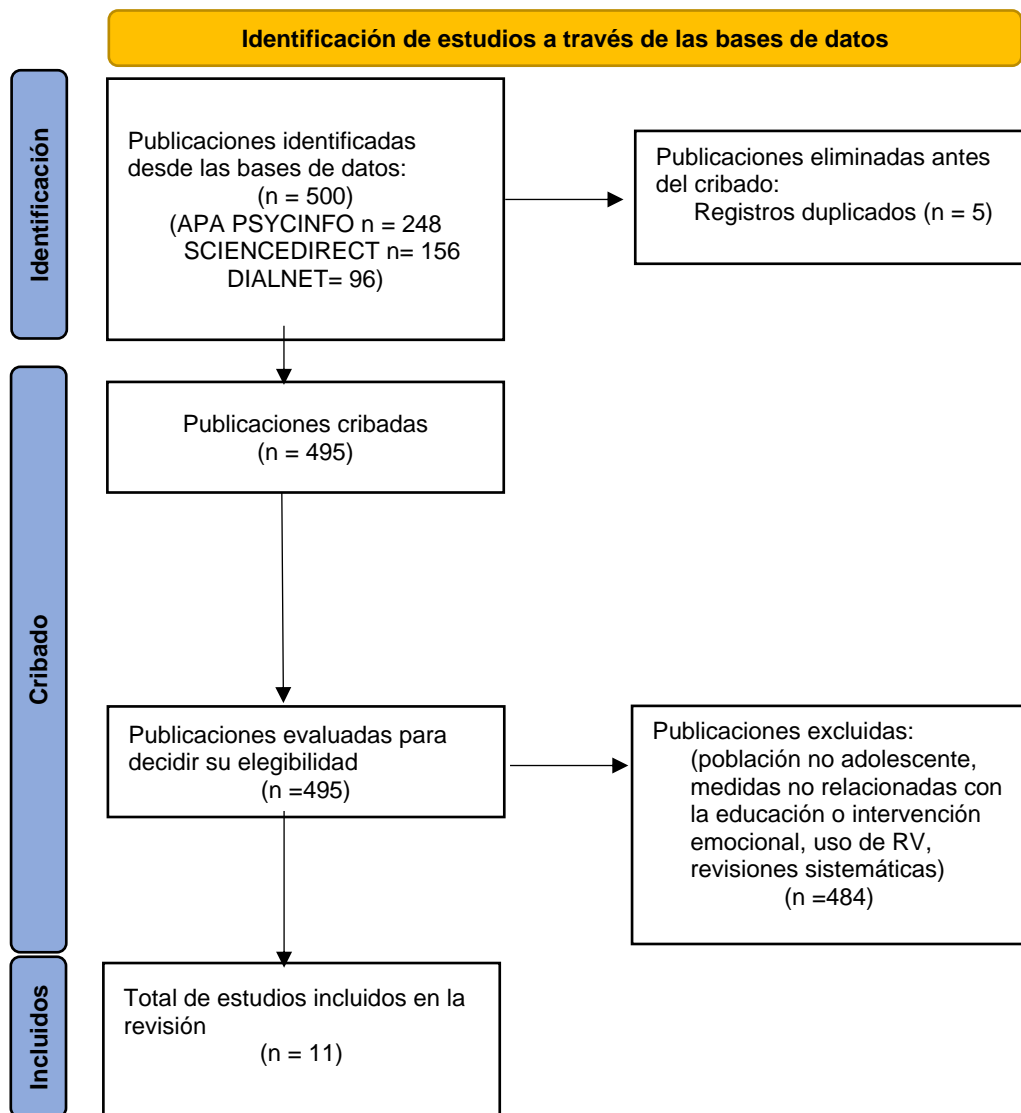 Identificación de estudios a través de las bases de datos
Identificación
Publicaciones identificadas
desde las bases de datos:
(n = 500)
(APA PSYCINFO n = 248
SCIENCEDIRECT n= 156
DIALNET= 96)
Publicaciones eliminadas antes
del cribado:
Registros duplicados (n = 5)
Cribado
Publicaciones cribadas
(n = 495)
Publicaciones evaluadas para
decidir su elegibilidad
(n =495)
Publicaciones excluidas:
(población no adolescente,
medidas no relacionadas con
la educación o intervención
emocional, uso de RV,
revisiones sistemáticas)
(n =484)
Incluidos
Total de estudios incluidos en la
revisión
(n = 11)